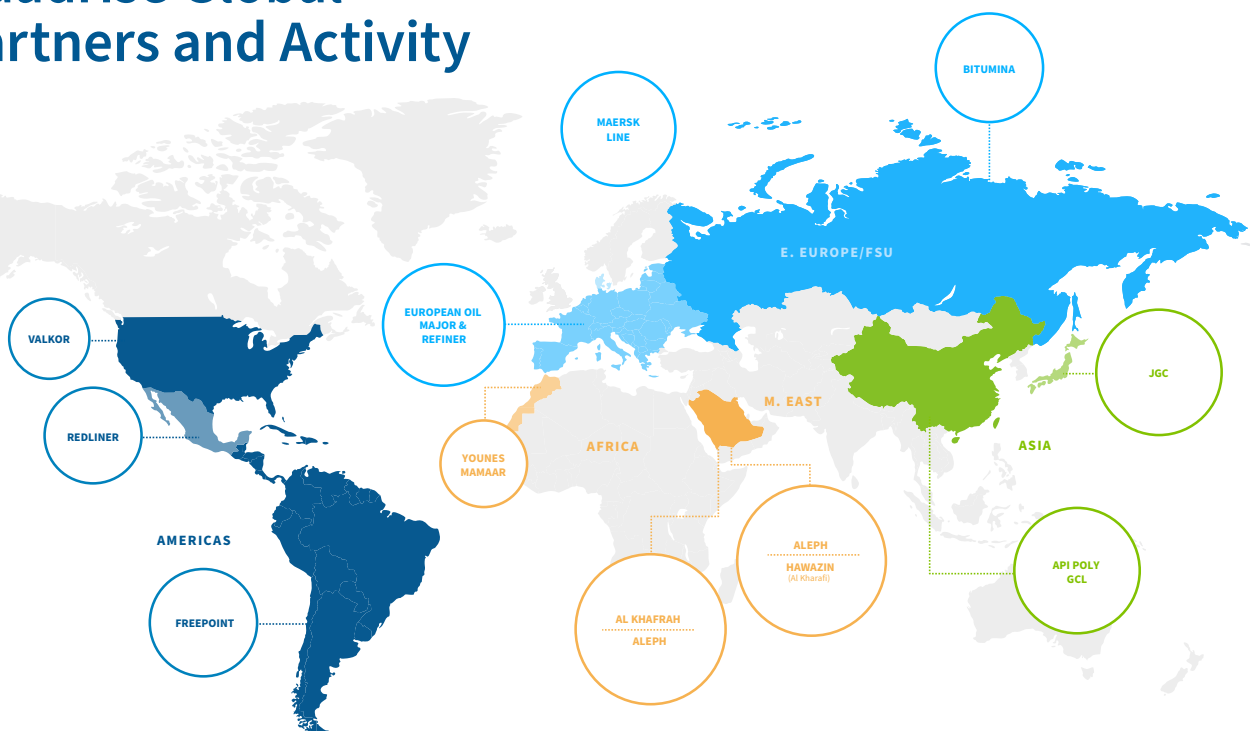 artners and Activity
BITUMINA
MAERSK
LINE
E. EUROPE/FSU
EUROPEAN OIL
MAJOR &
REFINER
VALKOR
REDLINER
JGC
M. EAST
AFRICA
ASIA
YOUNES
MAMAAR
AMERICAS
ALEPH
HAWAZIN
(Al Kharafi)
API POLY
GCL
FREEPOINT
AL KHAFRAH
ALEPH